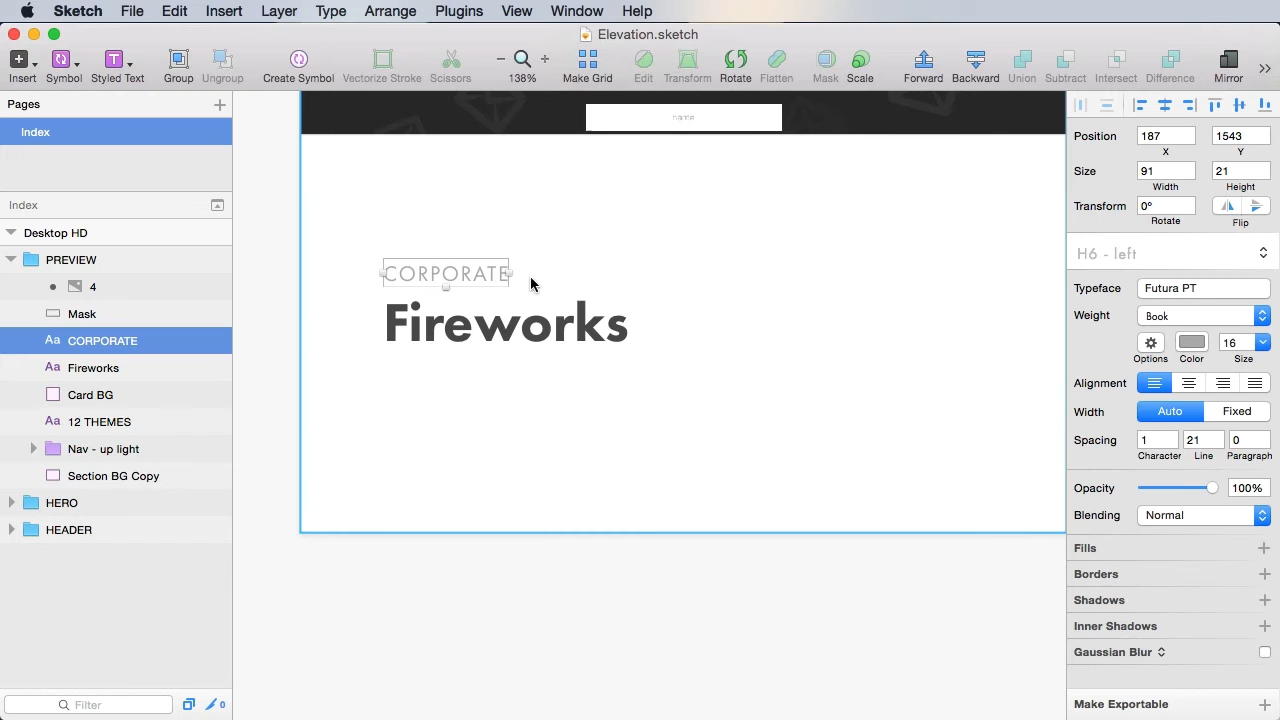 Sketch File Edit Insert Layer Type Arrange Plugins View Window Help
Elevation.sketch
Insert Symbol Styled Text Group Ungroup Create Symbol Vectorize Stroke Scissors 138% Make Grid Edit Transform Rotate Flatten Mask Scale Forward Backward Union Subtract Intersect Difference Mirror
Pages
Index
Index
Desktop HD
PREVIEW
4
Mask
Aa CORPORATE
Aa Fireworks
Card BG
Aa 12 THEMES
Nav - up light
Section BG Copy
HERO
HEADER
Filter
0
name
CORPORATE
Fireworks
Position 187 1543
X Y
Size 91 21
Width Height
Transform 0º
Rotate Flip
H6 - left
Typeface Futura PT
Weight Book
16
Options Color Size
Alignment
Width Auto Fixed
Spacing 1 21 0
Character Line Paragraph
Opacity 100%
Blending Normal
Fills
Borders
Shadows
Inner Shadows
Gaussian Blur
Make Exportable